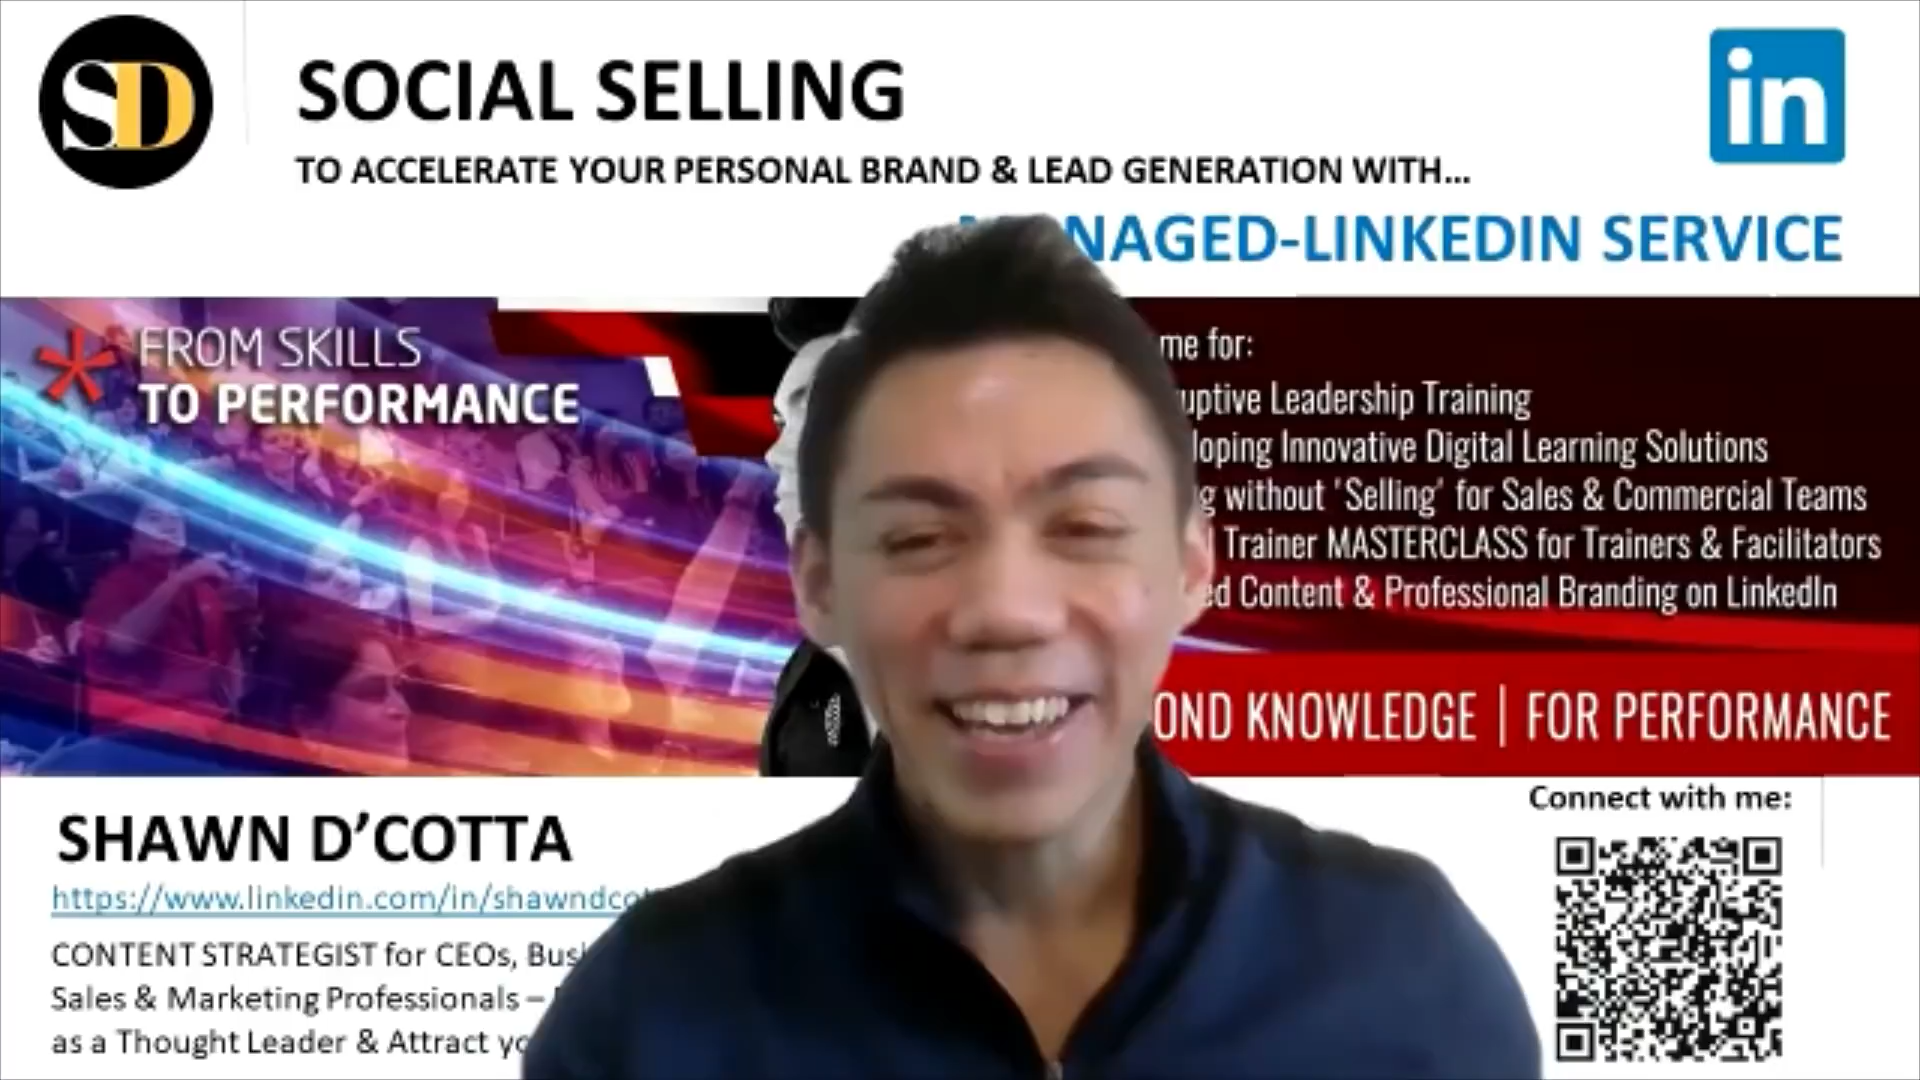 SD
SOCIAL SELLING
in
TO ACCELERATE YOUR PERSONAL BRAND & LEAD GENERATION WITH...
NAGED-LINKEDIN SERVICE
FROM SKILLS
TO PERFORMANCE
me for:
uptive Leadership Training
loping Innovative Digital Learning Solutions
g without 'Selling' for Sales & Commercial Teams
Trainer MASTERCLASS for Trainers & Facilitators
ed Content & Professional Branding on LinkedIn
OND KNOWLEDGE | FOR PERFORMANCE
SHAWN D'COTTA
https://www.linkedin.com/in/shawndco
CONTENT STRATEGIST for CEOs, Bus
Sales & Marketing Professionals –
as a Thought Leader & Attract yo
Connect with me: